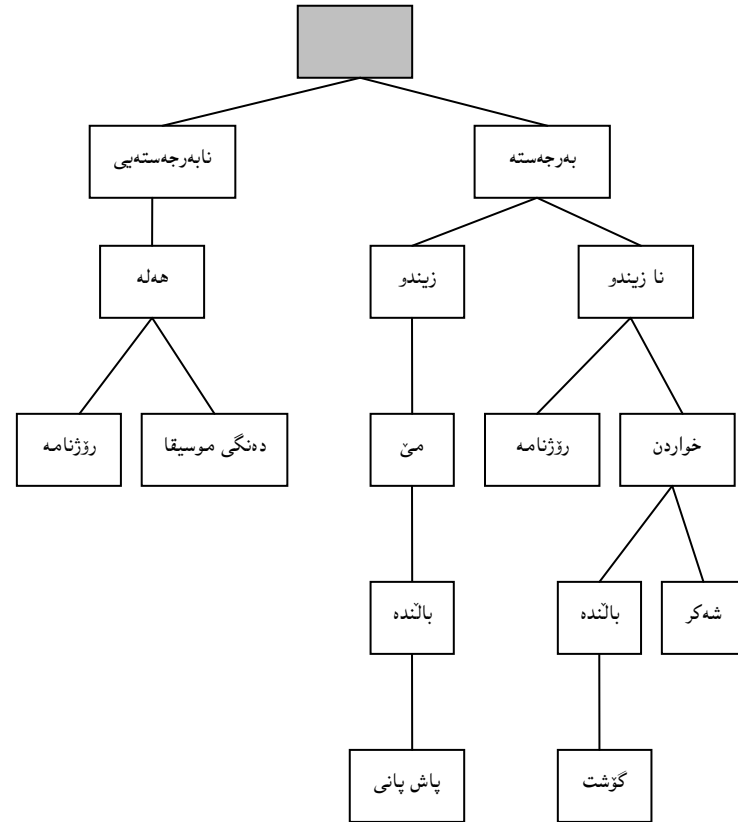 بەرجەستە
نابەرجەستەیی
نا زیندو
زیندو
هەلە
خواردن
رۆژنامە
مێ
دەنگی موسیقا
رۆژنامە
شەکر
باڵندە
باڵندە
گۆشت
پاش پانی